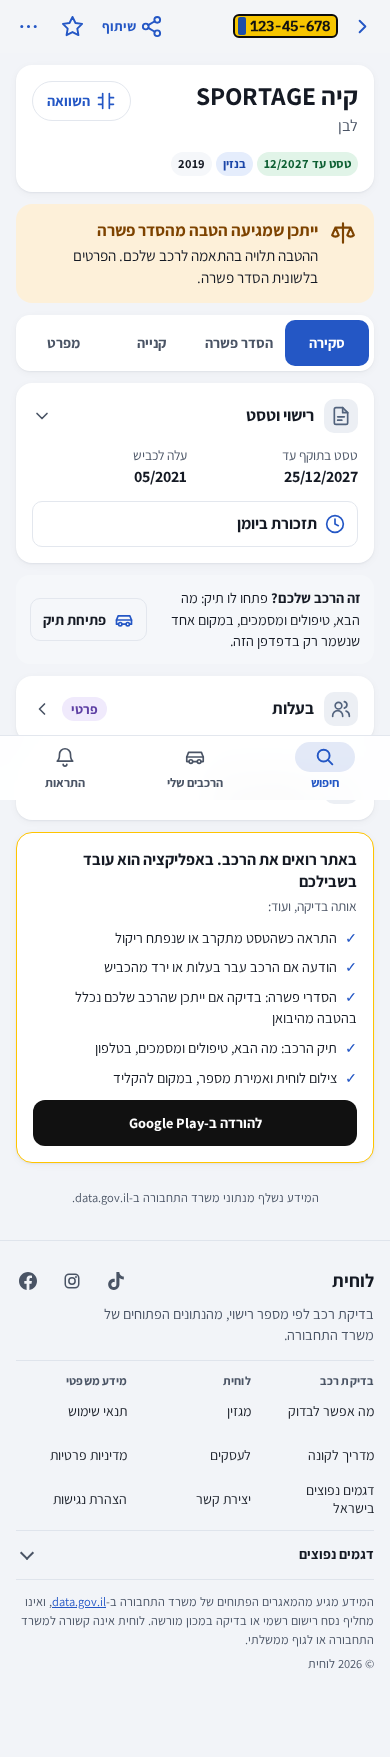 123-45-678
שיתוף
קיה SPORTAGE
השוואה
לבן
טסט עד 12/2027
בנזין
2019
ייתכן שמגיעה הטבה מהסדר פשרה
ההטבה תלויה בהתאמה לרכב שלכם. הפרטים
בלשונית הסדר פשרה.
סקירה
הסדר פשרה
קנייה
מפרט
רישוי וטסט
טסט בתוקף עד
עלה לכביש
25/12/2027
05/2021
תזכורת ביומן
זה הרכב שלכם? פתחו לו תיק: מה
הבא, טיפולים ומסמכים, במקום אחד
שנשמר רק בדפדפן הזה.
פתיחת תיק
בעלות
פרטי
חיפוש
הרכבים שלי
התראות
באתר רואים את הרכב. באפליקציה הוא עובד
בשבילכם
אותה בדיקה, ועוד:
✓ התראה כשהטסט מתקרב או שנפתח ריקול
✓ הודעה אם הרכב עבר בעלות או ירד מהכביש
✓ הסדרי פשרה: בדיקה אם ייתכן שהרכב שלכם נכלל
בהטבה מהיבואן
✓ תיק הרכב: מה הבא, טיפולים ומסמכים, בטלפון
✓ צילום לוחית ואמירת מספר, במקום להקליד
להורדה ב-Google Play
המידע נשלף מנתוני משרד התחבורה ב-data.gov.il.
לוחית
בדיקת רכב לפי מספר רישוי, מהנתונים הפתוחים של
משרד התחבורה.
בדיקת רכב
לוחית
מידע משפטי
מה אפשר לבדוק
מגזין
תנאי שימוש
מדריך לקונה
לעסקים
מדיניות פרטיות
דגמים נפוצים
בישראל
יצירת קשר
הצהרת נגישות
דגמים נפוצים
המידע מגיע מהמאגרים הפתוחים של משרד התחבורה ב-data.gov.il, ואינו
מחליף נסח רישום רשמי או בדיקה במכון מורשה. לוחית אינה קשורה למשרד
התחבורה או לגוף ממשלתי.
© 2026 לוחית